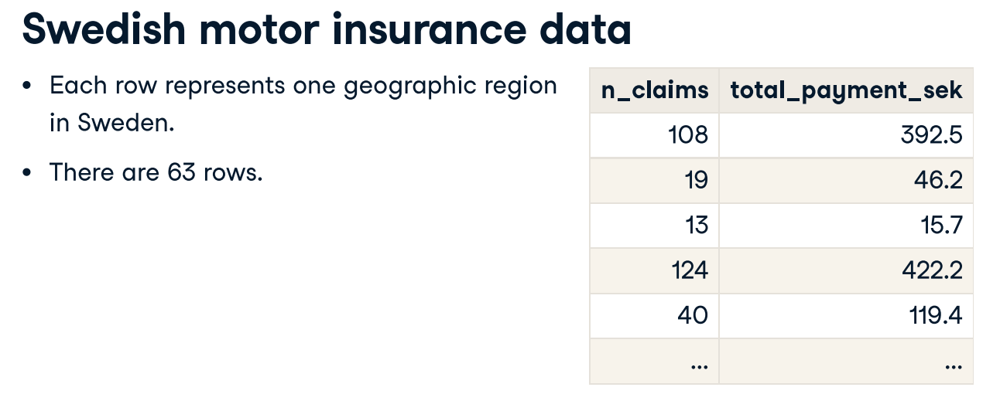 Swedish motor insurance data
• Each row represents one geographic region
in Sweden.
• There are 63 rows.
n_claims total_payment_sek
108 392.5
19 46.2
13 15.7
124 422.2
40 119.4
... ...